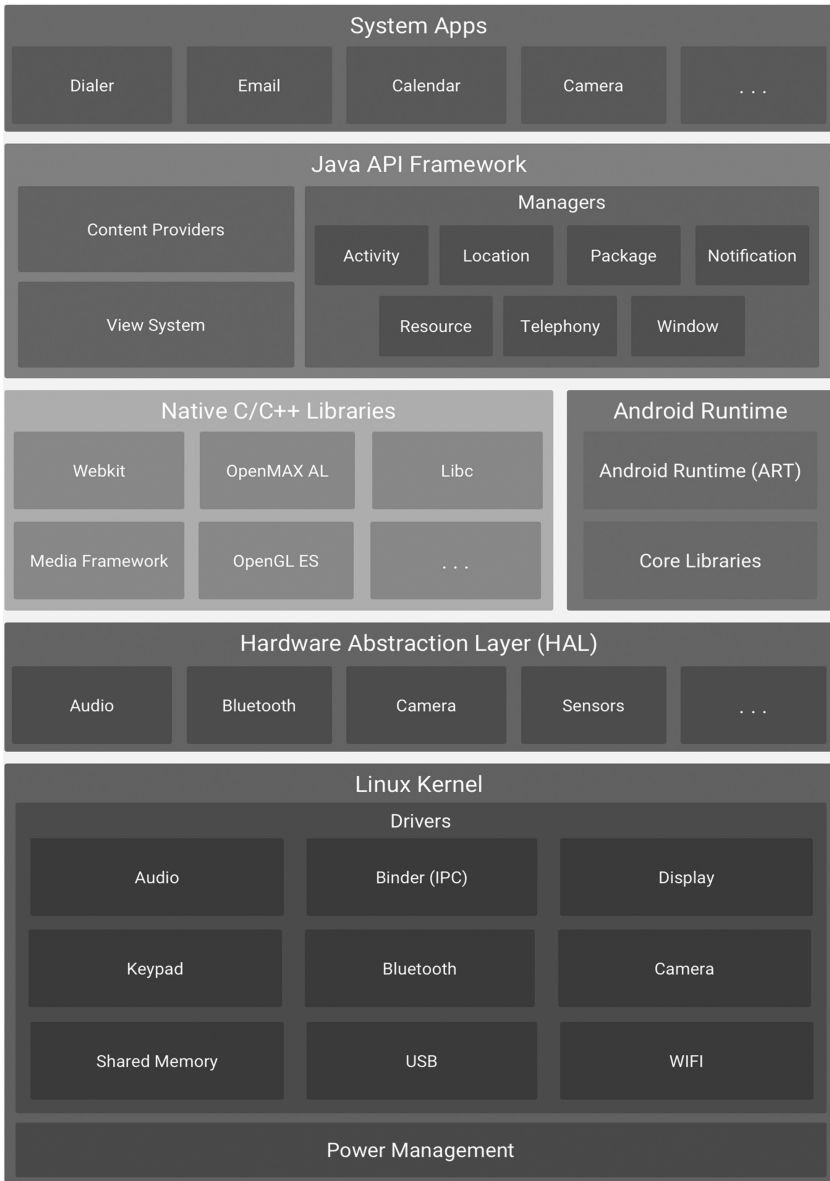 System Apps
Dialer
Email
Calendar
Camera
. . .
Java API Framework
Content Providers
View System
Managers
Activity
Location
Package
Notification
Resource
Telephony
Window
Native C/C++ Libraries
Webkit
OpenMAX AL
Libc
Media Framework
OpenGL ES
. . .
Android Runtime
Android Runtime (ART)
Core Libraries
Hardware Abstraction Layer (HAL)
Audio
Bluetooth
Camera
Sensors
. . .
Linux Kernel
Drivers
Audio
Binder (IPC)
Display
Keypad
Bluetooth
Camera
Shared Memory
USB
WIFI
Power Management